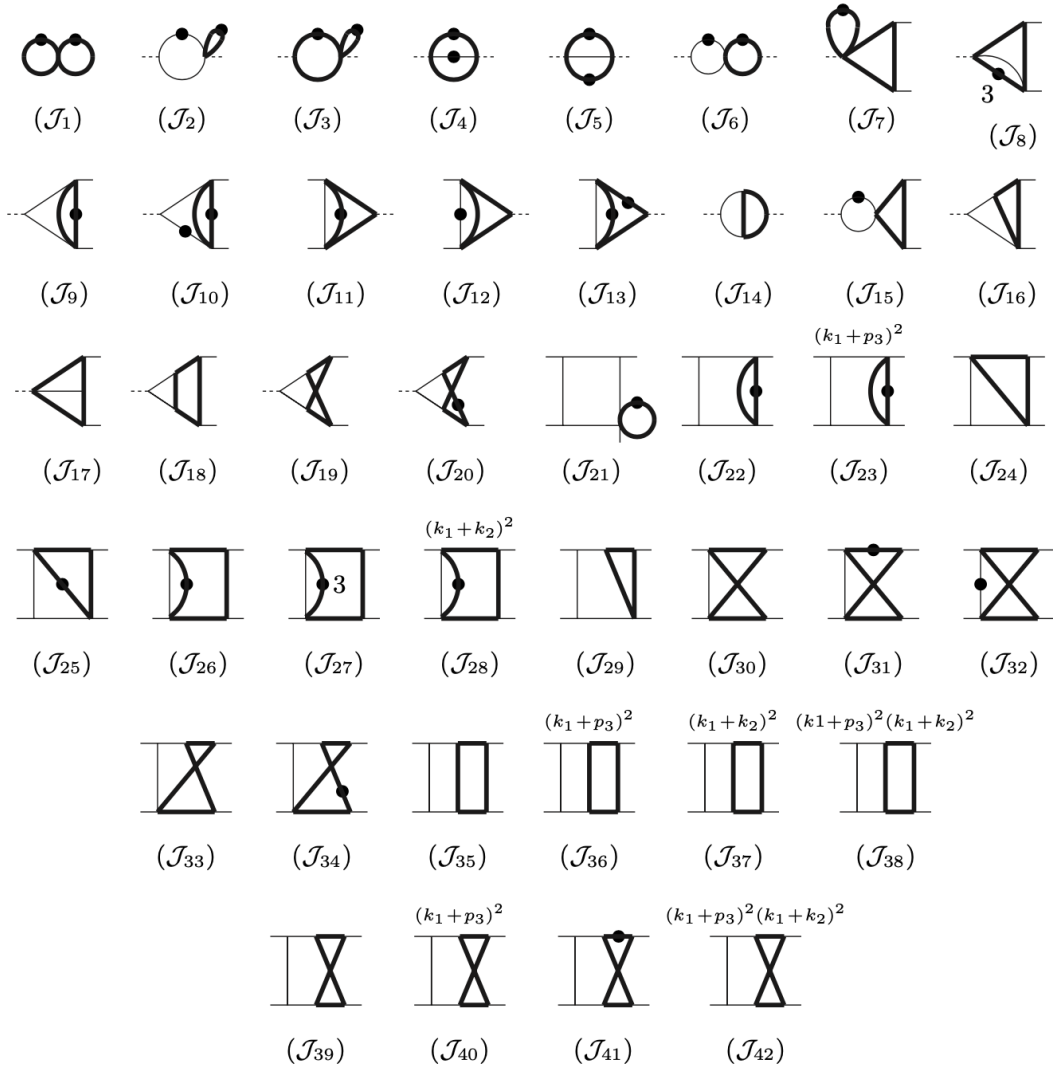 (𝒥₁) (𝒥₂) (𝒥₃) (𝒥₄) (𝒥₅) (𝒥₆) (𝒥₇) 3 (𝒥₈)
(𝒥₉) (𝒥₁₀) (𝒥₁₁) (𝒥₁₂) (𝒥₁₃) (𝒥₁₄) (𝒥₁₅) (𝒥₁₆)
(k₁+p₃)²
(𝒥₁₇) (𝒥₁₈) (𝒥₁₉) (𝒥₂₀) (𝒥₂₁) (𝒥₂₂) (𝒥₂₃) (𝒥₂₄)
(k₁+k₂)²
3
(𝒥₂₅) (𝒥₂₆) (𝒥₂₇) (𝒥₂₈) (𝒥₂₉) (𝒥₃₀) (𝒥₃₁) (𝒥₃₂)
(k₁+p₃)² (k₁+k₂)² (k1+p₃)²(k₁+k₂)²
(𝒥₃₃) (𝒥₃₄) (𝒥₃₅) (𝒥₃₆) (𝒥₃₇) (𝒥₃₈)
(k₁+p₃)² (k₁+p₃)²(k₁+k₂)²
(𝒥₃₉) (𝒥₄₀) (𝒥₄₁) (𝒥₄₂)